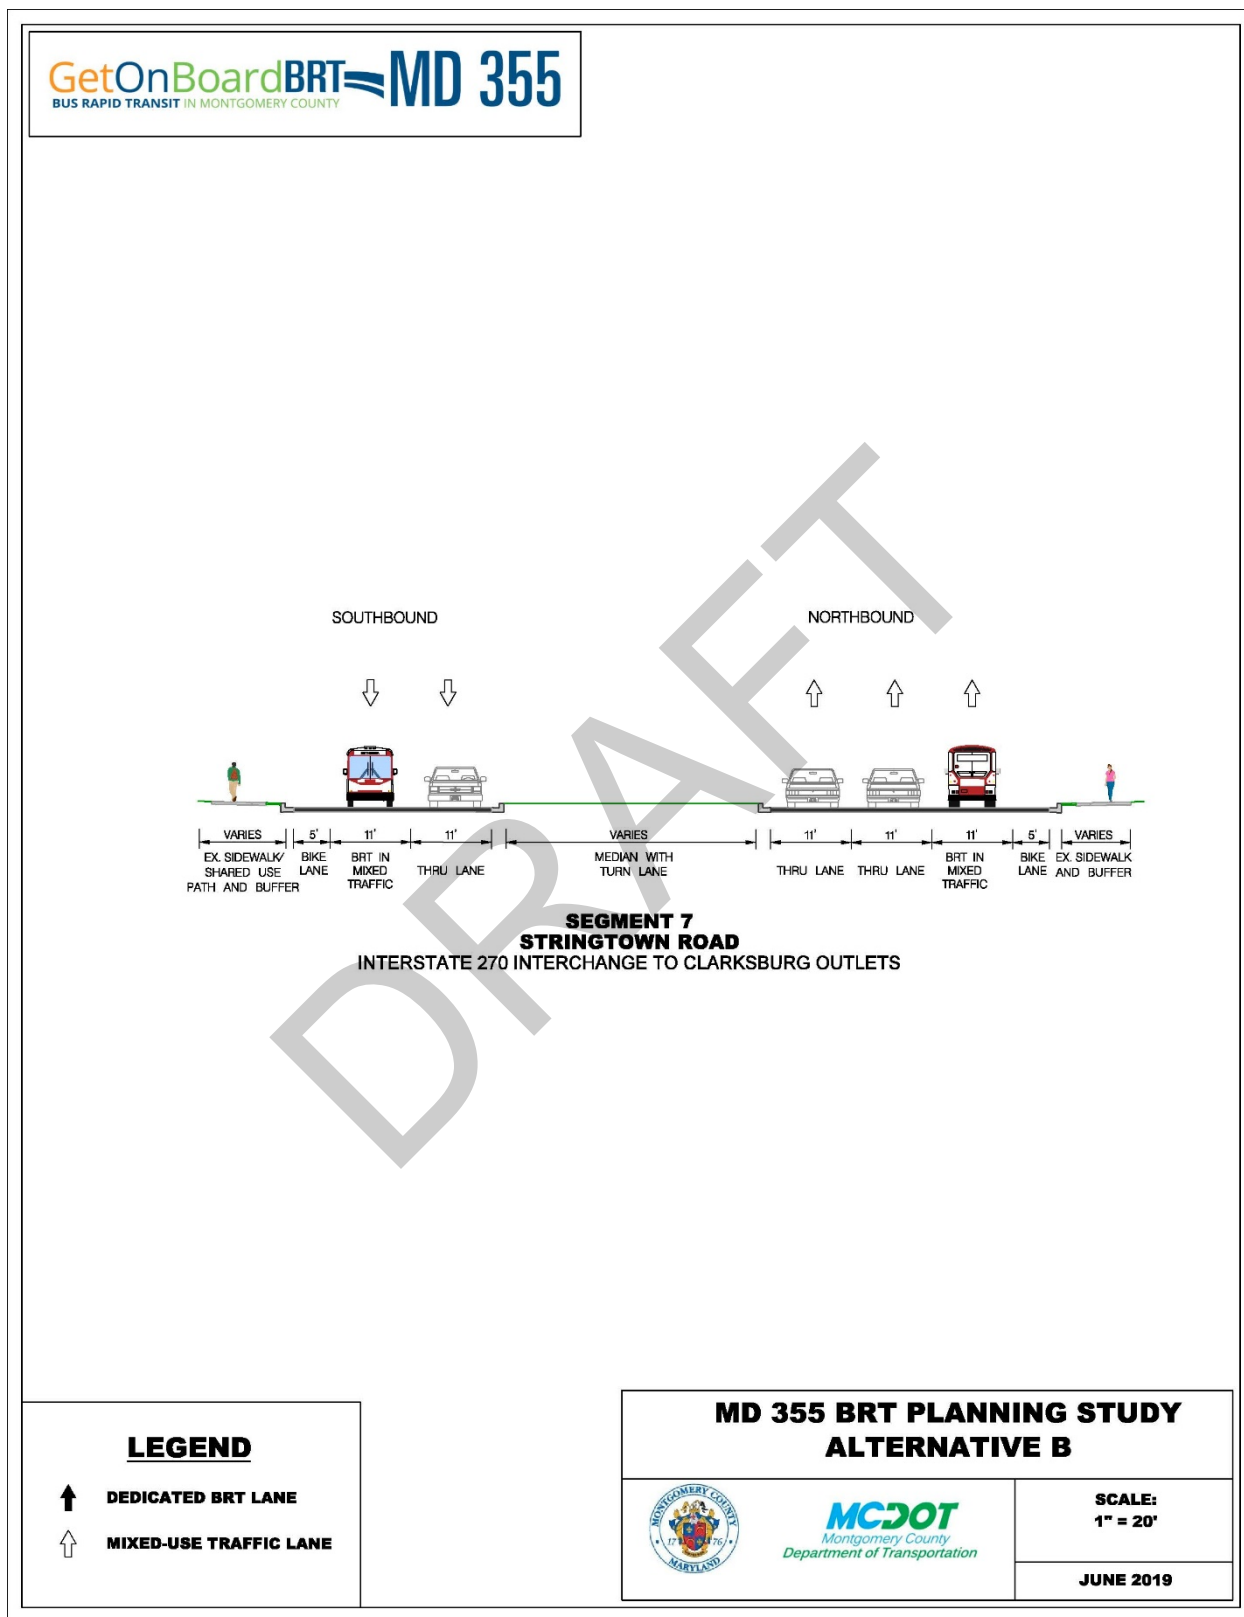 GetOnBoardBRT MD 355
BUS RAPID TRANSIT IN MONTGOMERY COUNTY
DRAFT
SOUTHBOUND
NORTHBOUND
VARIES
5'
11'
11'
VARIES
11'
11'
11'
5'
VARIES
EX. SIDEWALK/
SHARED USE
PATH AND BUFFER
BIKE
LANE
BRT IN
MIXED
TRAFFIC
THRU LANE
MEDIAN WITH
TURN LANE
THRU LANE
THRU LANE
BRT IN
MIXED
TRAFFIC
BIKE
LANE
EX. SIDEWALK
AND BUFFER
SEGMENT 7
STRINGTOWN ROAD
INTERSTATE 270 INTERCHANGE TO CLARKSBURG OUTLETS
LEGEND
DEDICATED BRT LANE
MIXED-USE TRAFFIC LANE
MD 355 BRT PLANNING STUDY
ALTERNATIVE B
MONTGOMERY COUNTY
17 76
MARYLAND
MCDOT
Montgomery County
Department of Transportation
SCALE:
1" = 20'
JUNE 2019